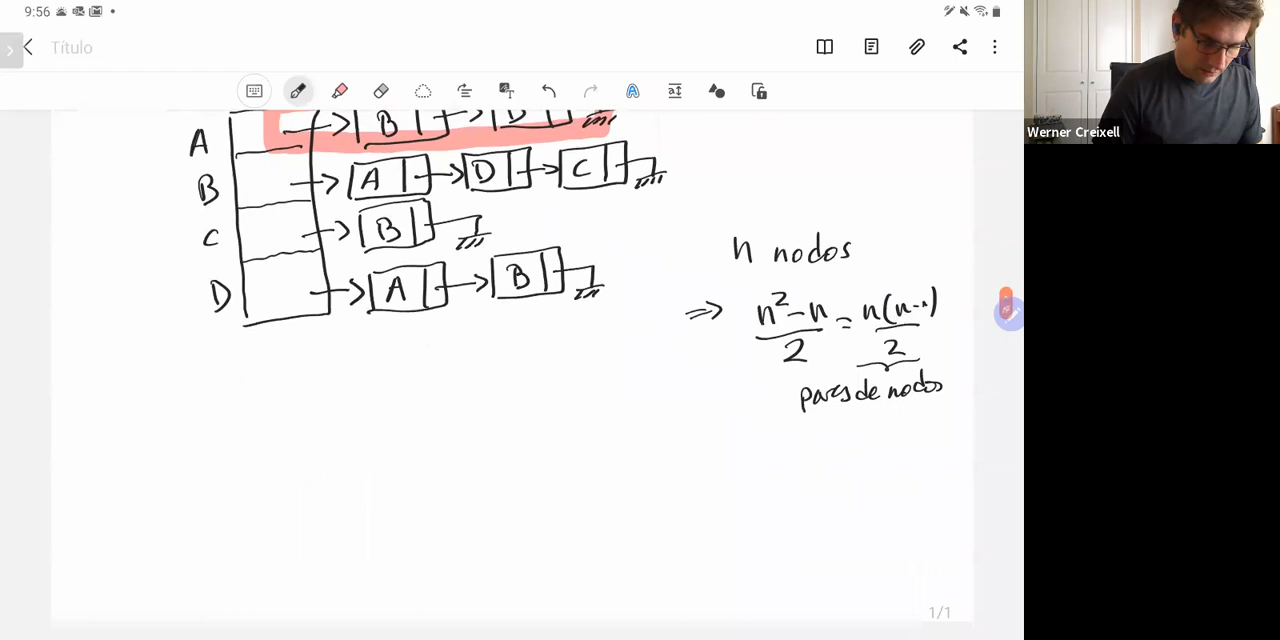 9:56
Título
Werner Creixell
A B D
B A D C
C B
D A B
n nodos
=> n²-n / 2 = n(n-1) / 2
pares de nodos
1/1